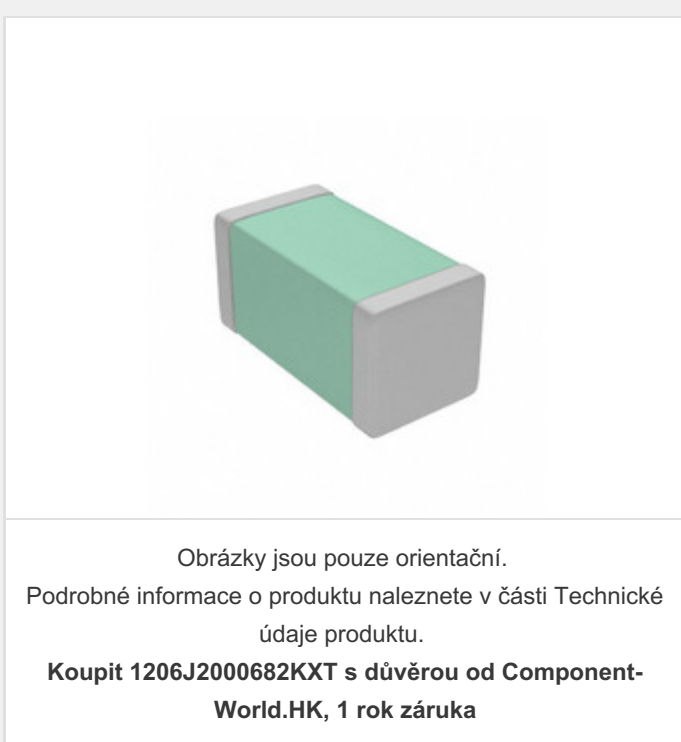 Obrázky jsou pouze orientační.
Podrobné informace o produktu naleznete v části Technické
údaje produktu.
Koupit 1206J2000682KXT s důvěrou od Component-
World.HK, 1 rok záruka